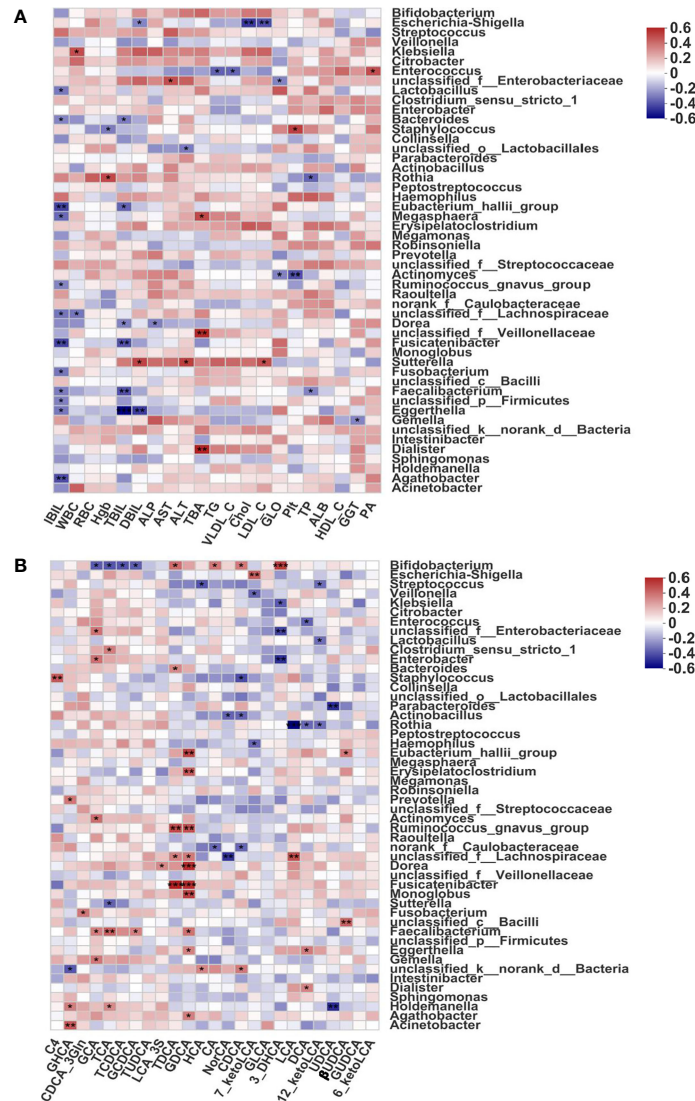 A
Bifidobacterium
Escherichia-Shigella
Streptococcus
Veillonella
Klebsiella
Citrobacter
Enterococcus
unclassified_f__Enterobacteriaceae
Lactobacillus
Clostridium_sensu_stricto_1
Enterobacter
Bacteroides
Staphylococcus
Collinsella
unclassified_o__Lactobacillales
Parabacteroides
Actinobacillus
Rothia
Peptostreptococcus
Haemophilus
Eubacterium_hallii_group
Megasphaera
Erysipelatoclostridium
Megamonas
Robinsoniella
Prevotella
unclassified_f__Streptococcaceae
Actinomyces
Ruminococcus_gnavus_group
Raoultella
norank_f__Caulobacteraceae
unclassified_f__Lachnospiraceae
Dorea
unclassified_f__Veillonellaceae
Fusicatenibacter
Monoglobus
Sutterella
Fusobacterium
unclassified_c__Bacilli
Faecalibacterium
unclassified_p__Firmicutes
Eggerthella
Gemella
unclassified_k__norank_d__Bacteria
Intestinibacter
Dialister
Sphingomonas
Holdemanella
Agathobacter
Acinetobacter
0.6
0.4
0.2
0
-0.2
-0.4
-0.6
IBIL WBC RBC Hgb TBIL DBIL ALP AST ALT TBA TG VLDL_C Chol LDL_C GLO Plt TP ALB HDL_C GGT PA
B
Bifidobacterium
Escherichia-Shigella
Streptococcus
Veillonella
Klebsiella
Citrobacter
Enterococcus
unclassified_f__Enterobacteriaceae
Lactobacillus
Clostridium_sensu_stricto_1
Enterobacter
Bacteroides
Staphylococcus
Collinsella
unclassified_o__Lactobacillales
Parabacteroides
Actinobacillus
Rothia
Peptostreptococcus
Haemophilus
Eubacterium_hallii_group
Megasphaera
Erysipelatoclostridium
Megamonas
Robinsoniella
Prevotella
unclassified_f__Streptococcaceae
Actinomyces
Ruminococcus_gnavus_group
Raoultella
norank_f__Caulobacteraceae
unclassified_f__Lachnospiraceae
Dorea
unclassified_f__Veillonellaceae
Fusicatenibacter
Monoglobus
Sutterella
Fusobacterium
unclassified_c__Bacilli
Faecalibacterium
unclassified_p__Firmicutes
Eggerthella
Gemella
unclassified_k__norank_d__Bacteria
Intestinibacter
Dialister
Sphingomonas
Holdemanella
Agathobacter
Acinetobacter
0.6
0.4
0.2
0
-0.2
-0.4
-0.6
C4 GHCA CDCA_3Gln GCA TCA TCDCA GCDCA TUDCA LCA_3S TDCA GDCA HCA CA NorCA CDCA 7_ketoLCA GLCA 3_DHCA LCA DCA 12_ketoLCA UDCA βUDCA GUDCA 6_ketoLCA